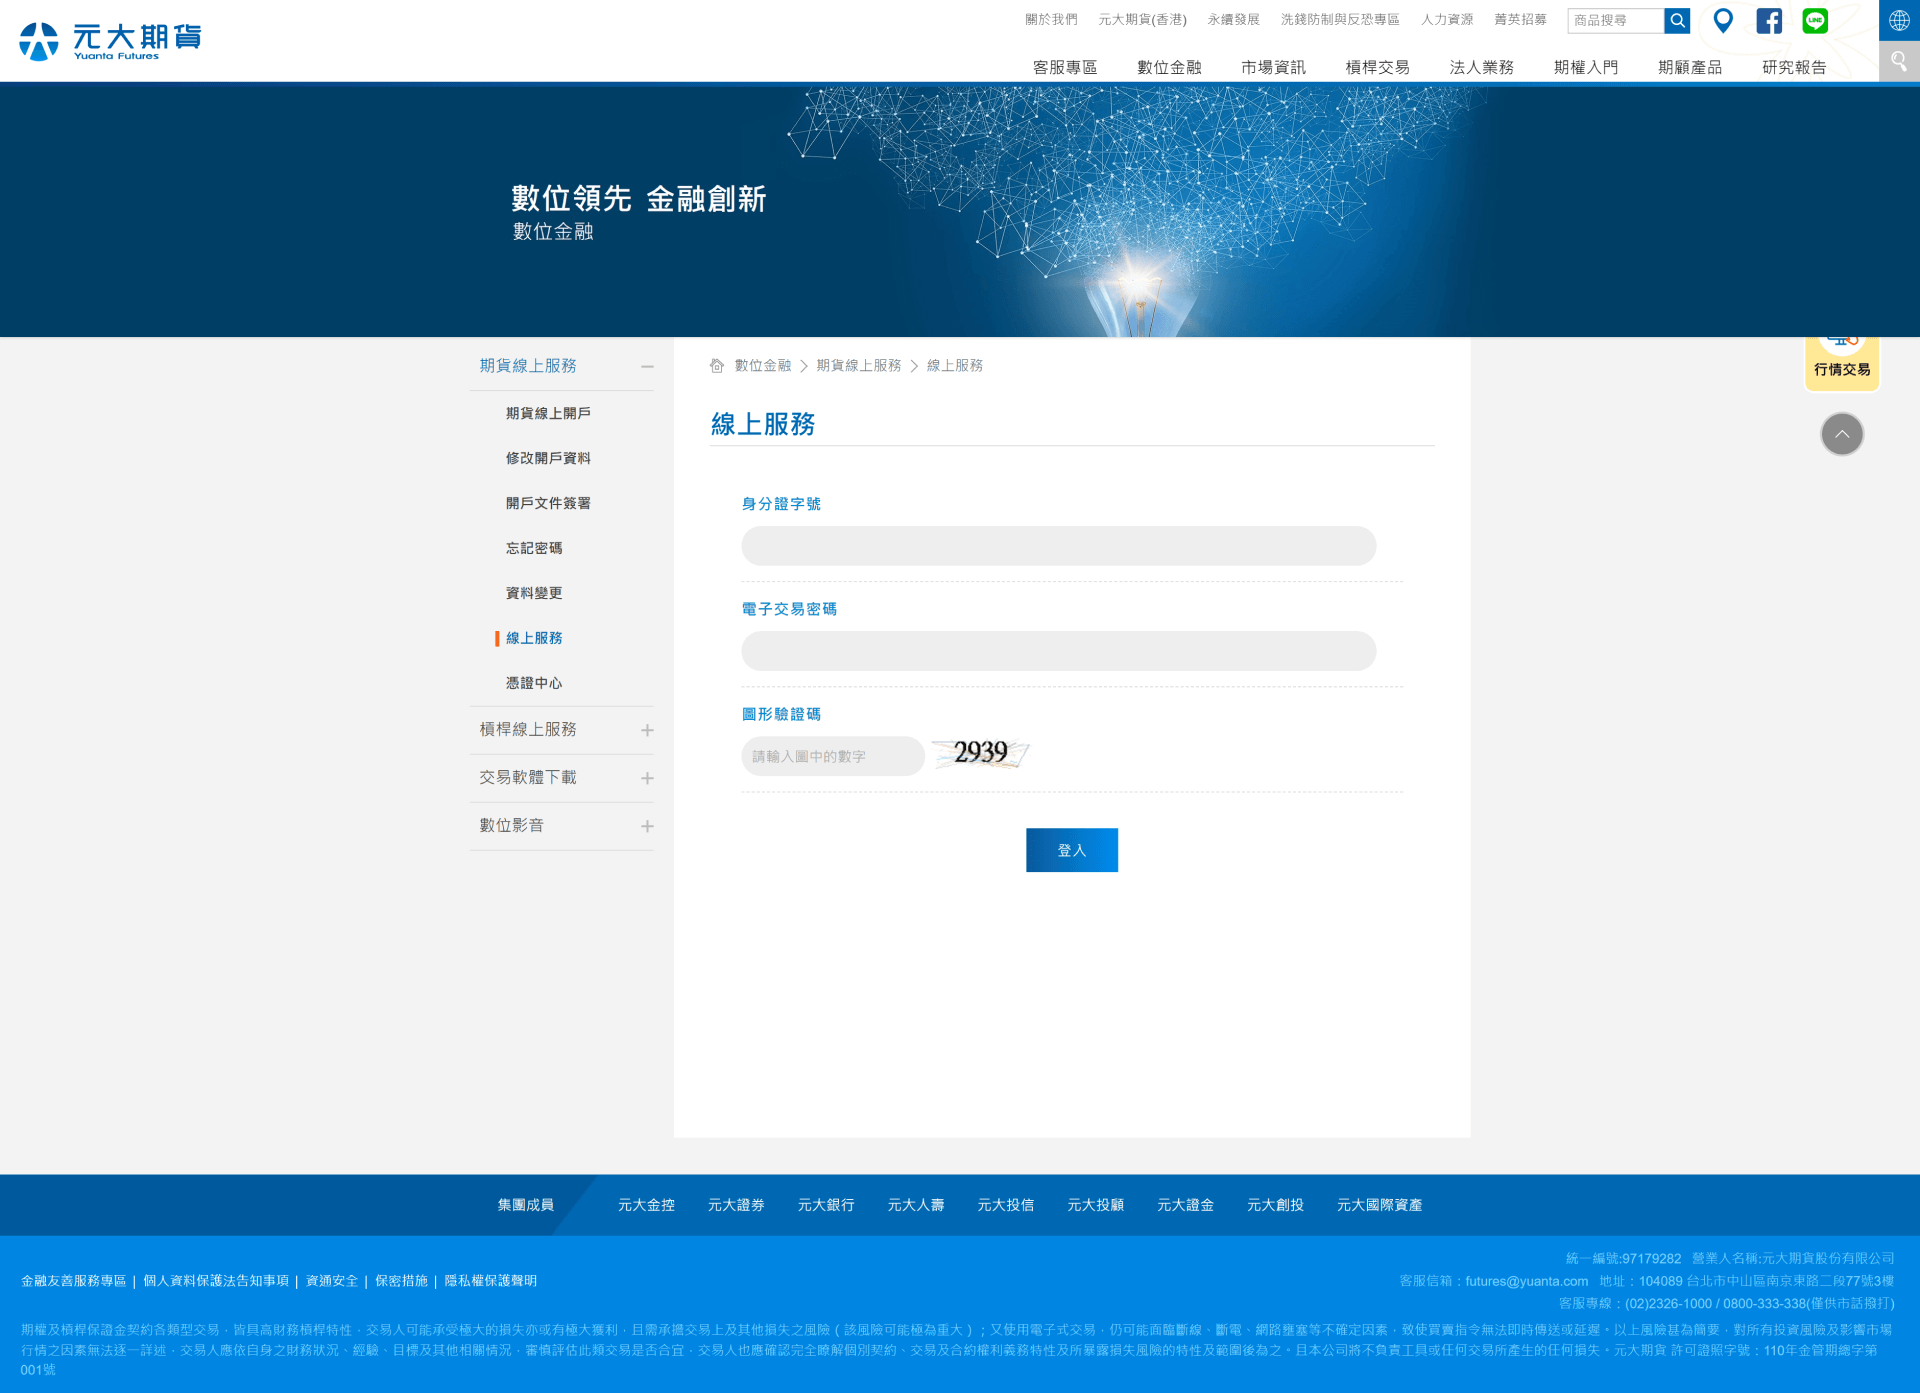 元大期貨
Yuanta Futures
關於我們 元大期貨(香港) 永續發展 洗錢防制與反恐專區 人力資源 菁英招募 商品搜尋
LINE
客服專區 數位金融 市場資訊 槓桿交易 法人業務 期權入門 期顧產品 研究報告
數位領先 金融創新
數位金融
期貨線上服務
期貨線上開戶
修改開戶資料
開戶文件簽署
忘記密碼
資料變更
線上服務
憑證中心
槓桿線上服務
交易軟體下載
數位影音
數位金融 > 期貨線上服務 > 線上服務
線上服務
身分證字號
電子交易密碼
圖形驗證碼
請輸入圖中的數字 2939
登入
行情交易
集團成員 元大金控 元大證券 元大銀行 元大人壽 元大投信 元大投顧 元大證金 元大創投 元大國際資產
金融友善服務專區 | 個人資料保護法告知事項 | 資通安全 | 保密措施 | 隱私權保護聲明
統一編號:97179282 營業人名稱:元大期貨股份有限公司
客服信箱：futures@yuanta.com 地址：104089 台北市中山區南京東路二段77號3樓
客服專線：(02)2326-1000 / 0800-333-338(僅供市話撥打)
期權及槓桿保證金契約各類型交易，皆具高財務槓桿特性，交易人可能承受極大的損失亦或有極大獲利，且需承擔交易上及其他損失之風險（該風險可能極為重大）；又使用電子式交易，仍可能面臨斷線、斷電、網路壅塞等不確定因素，致使買賣指令無法即時傳送或延遲。以上風險甚為簡要，對所有投資風險及影響市場
行情之因素無法逐一詳述，交易人應依自身之財務狀況、經驗、目標及其他相關情況，審慎評估此類交易是否合宜，交易人也應確認完全瞭解個別契約、交易及合約權利義務特性及所暴露損失風險的特性及範圍後為之。且本公司將不負責工具或任何交易所產生的任何損失。元大期貨 許可證照字號：110年金管期總字第
001號